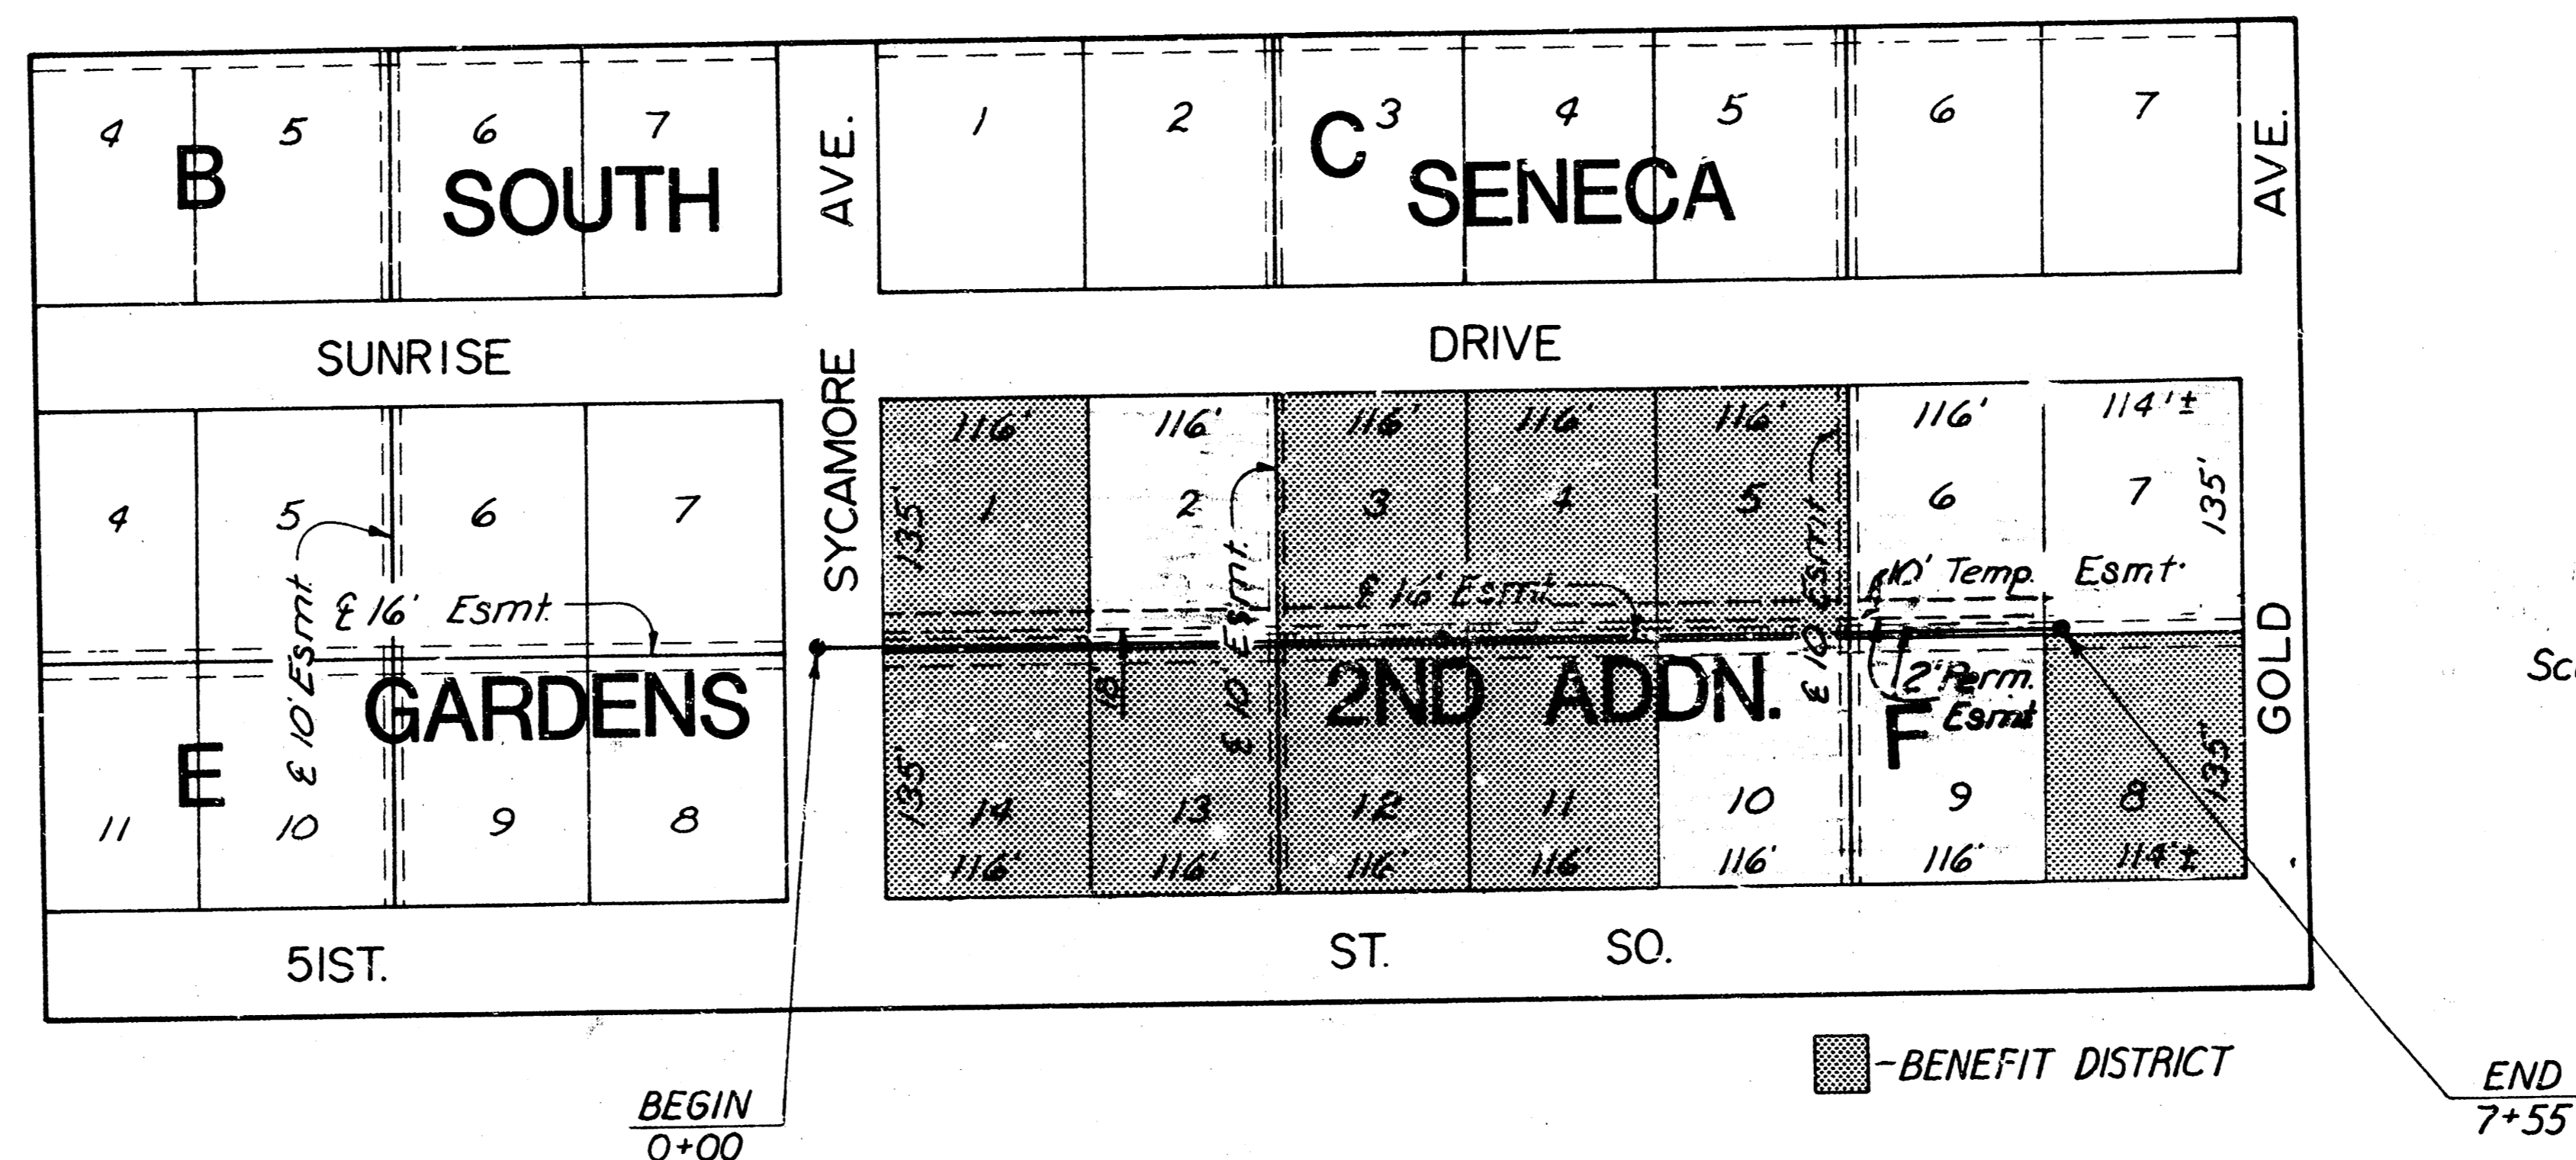 4 5 6 7
B SOUTH
AVE.
1 2 3 4 5 6 7
C SENECA
AVE.
SUNRISE DRIVE
SYCAMORE
4 5 6 7
℄ 10' Esmt.
℄ 16' Esmt.
GARDENS
E
11 10 9 8
116' 116' 116' 116' 116' 116' 114'±
135' 1 2 3 4 5 6 7 135'
℄ 10' Esmt.
℄ 16' Esmt.
℄ 10' Esmt
10' Temp. Esmt.
GOLD
18'
2ND ADDN.
2' Perm.
Esmt
F
135' 14 13 12 11 10 9 8 135'
116' 116' 116' 116' 116' 116' 114'±
51ST. ST. SO.
-BENEFIT DISTRICT
BEGIN
0+00
END
7+55